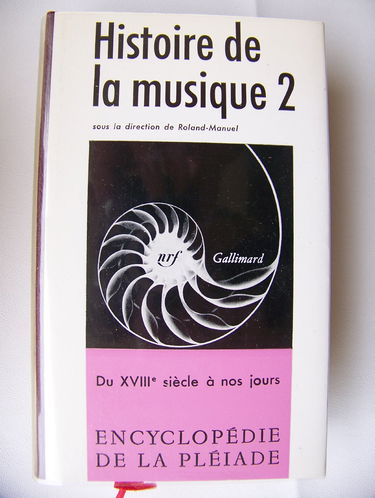 Histoire de
la musique 2
sous la direction de Roland-Manuel
nrf Gallimard
Du XVIIIe siècle à nos jours
ENCYCLOPÉDIE
DE LA PLÉIADE